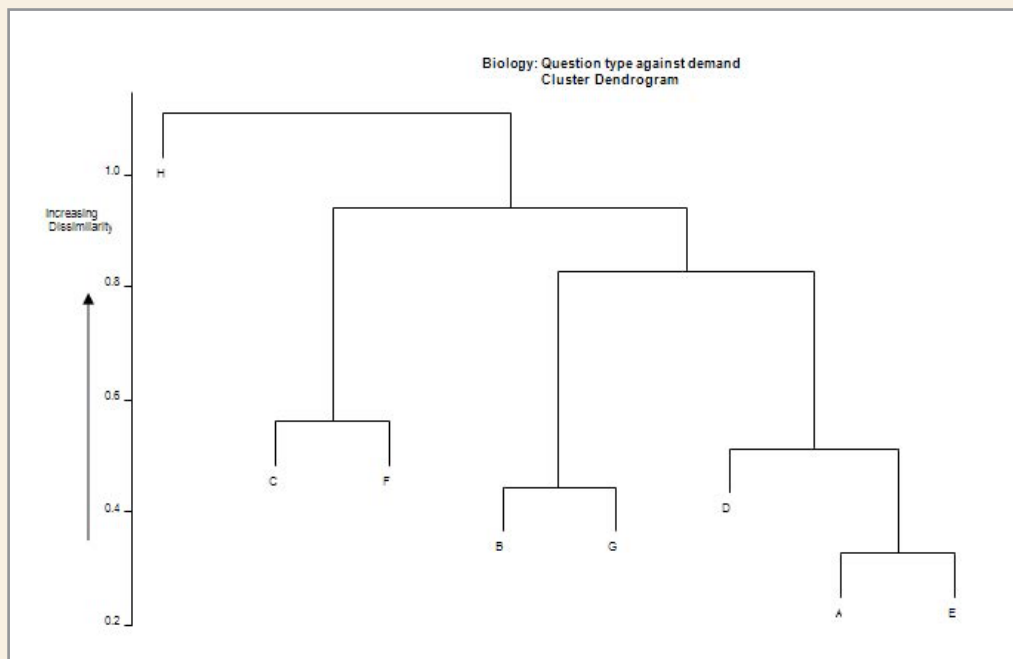 Biology: Question type against demand
Cluster Dendrogram
1.0
H
Increasing
Dissimilarity
0.8
0.6
C
F
0.4
D
B
G
A
E
0.2